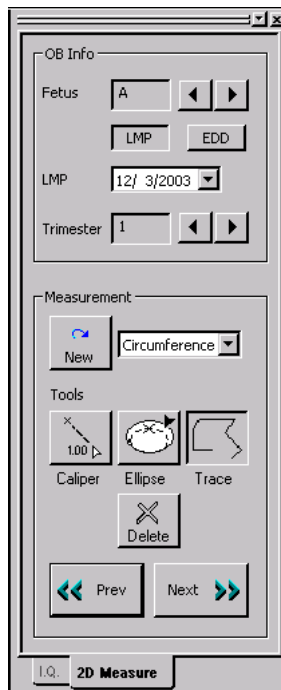 OB Info
Fetus A
LMP EDD
LMP 12/ 3/2003
Trimester 1
Measurement
New Circumference
Tools
1.00
Caliper Ellipse Trace
Delete
Prev Next
I.Q. 2D Measure